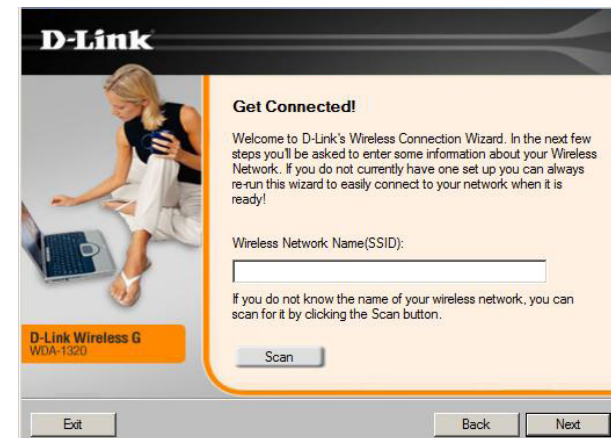 D-Link
Get Connected!
Welcome to D-Link's Wireless Connection Wizard. In the next few
steps you'll be asked to enter some information about your Wireless
Network. If you do not currently have one set up you can always
re-run this wizard to easily connect to your network when it is
ready!
Wireless Network Name(SSID):
If you do not know the name of your wireless network, you can
scan for it by clicking the Scan button.
Scan
D-Link Wireless G
WDA-1320
Exit
Back
Next